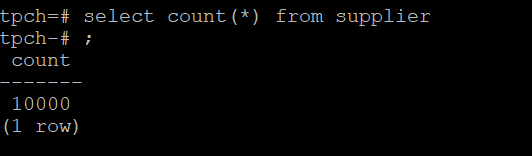 tpch=# select count(*) from supplier
tpch-# ;
 count
-------
 10000
(1 row)